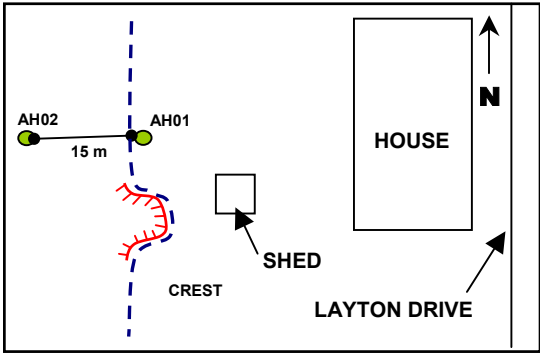 N
AH02
AH01
15 m
HOUSE
SHED
CREST
LAYTON DRIVE